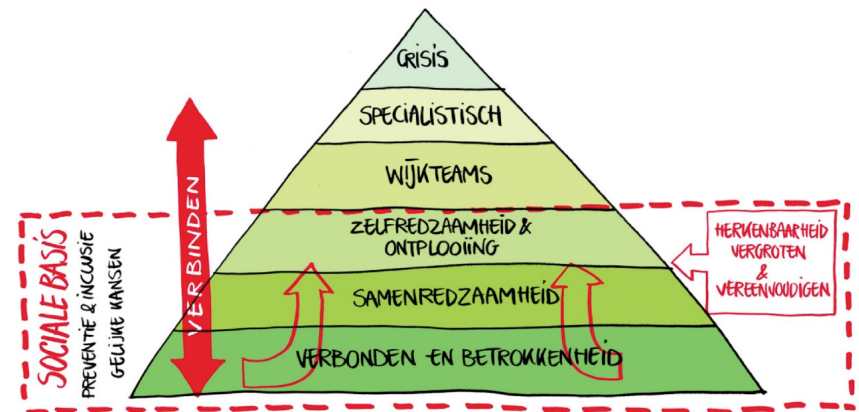 CRISIS
SPECIALISTISCH
WIJKTEAMS
ZELFREDZAAMHEID &
ONTPLOOIING
SAMENREDZAAMHEID
VERBONDEN EN BETROKKENHEID
VERBINDEN
SOCIALE BASIS
PREVENTIE & INCLUSIE
GELIJKE KANSEN
HERKENBAARHEID
VERGROTEN
&
VEREENVOUDIGEN